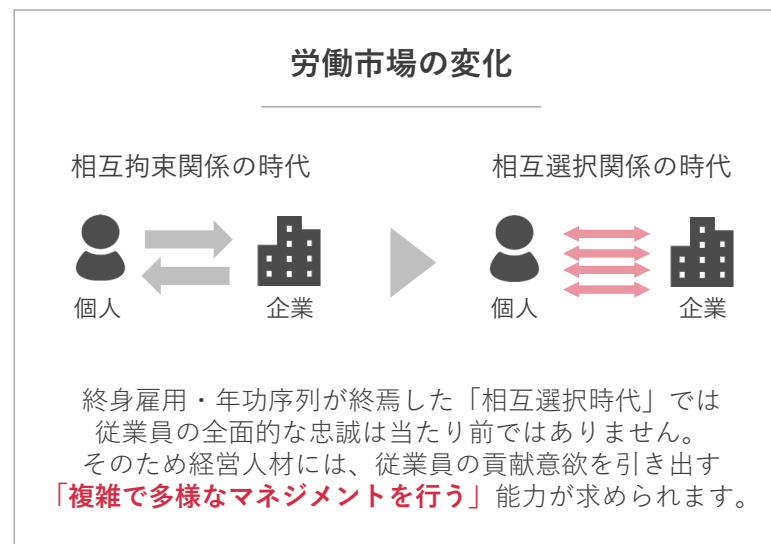 労働市場の変化
相互拘束関係の時代
相互選択関係の時代
個人
企業
個人
企業
終身雇用・年功序列が終焉した「相互選択時代」では
従業員の全面的な忠誠は当たり前ではありません。
そのため経営人材には、従業員の貢献意欲を引き出す
「複雑で多様なマネジメントを行う」能力が求められます。